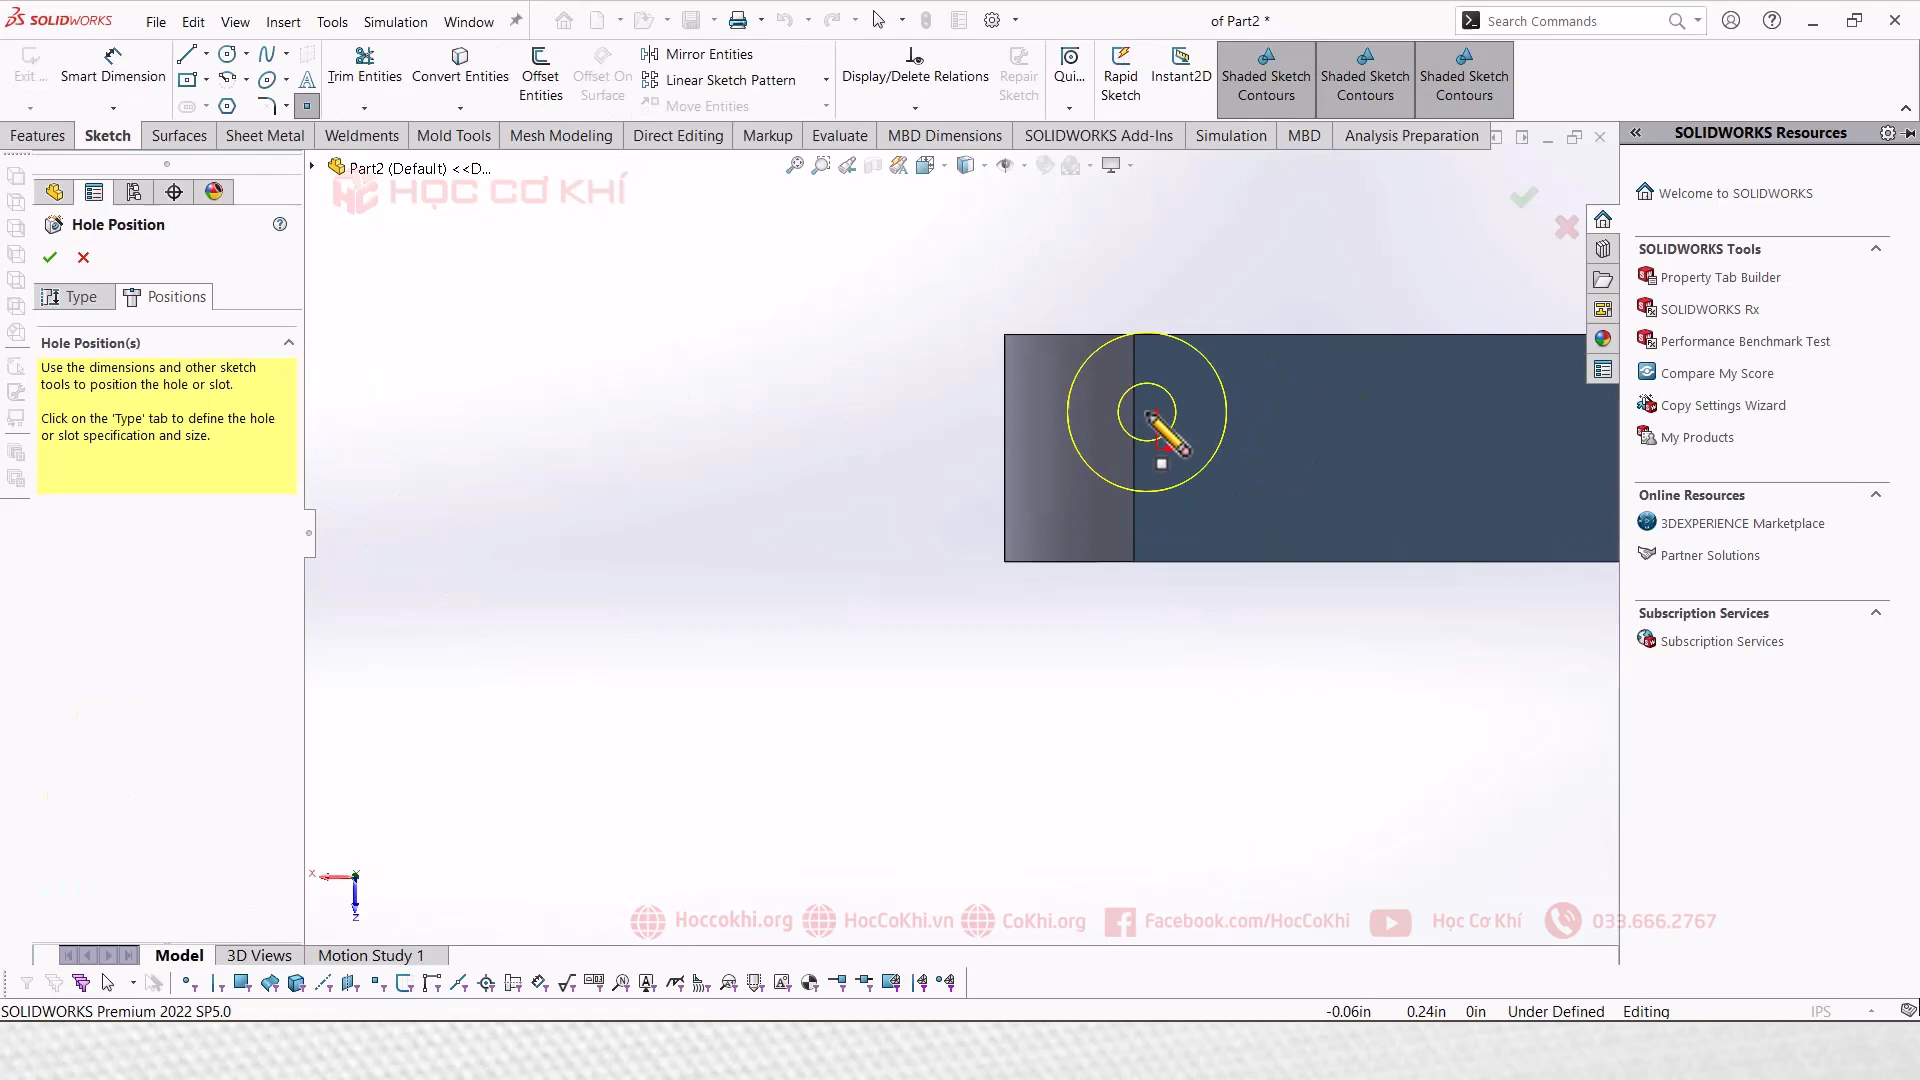 SOLIDWORKS File Edit View Insert Tools Simulation Window of Part2 * Search Commands
Exit ... Smart Dimension Trim Entities Convert Entities Offset Entities Offset On Surface Mirror Entities Linear Sketch Pattern Move Entities Display/Delete Relations Repair Sketch Qui... Rapid Sketch Instant2D Shaded Sketch Contours Shaded Sketch Contours Shaded Sketch Contours
Features Sketch Surfaces Sheet Metal Weldments Mold Tools Mesh Modeling Direct Editing Markup Evaluate MBD Dimensions SOLIDWORKS Add-Ins Simulation MBD Analysis Preparation SOLIDWORKS Resources
Part2 (Default) <<D...
HỌC CƠ KHÍ
Hole Position
Type Positions
Hole Position(s)
Use the dimensions and other sketch
tools to position the hole or slot.
Click on the 'Type' tab to define the hole
or slot specification and size.
Welcome to SOLIDWORKS
SOLIDWORKS Tools
Property Tab Builder
SOLIDWORKS Rx
Performance Benchmark Test
Compare My Score
Copy Settings Wizard
My Products
Online Resources
3DEXPERIENCE Marketplace
Partner Solutions
Subscription Services
Subscription Services
X
Z
Hoccokhi.org HocCoKhi.vn CoKhi.org Facebook.com/HocCoKhi Học Cơ Khí 033.666.2767
Model 3D Views Motion Study 1
SOLIDWORKS Premium 2022 SP5.0 -0.06in 0.24in 0in Under Defined Editing IPS